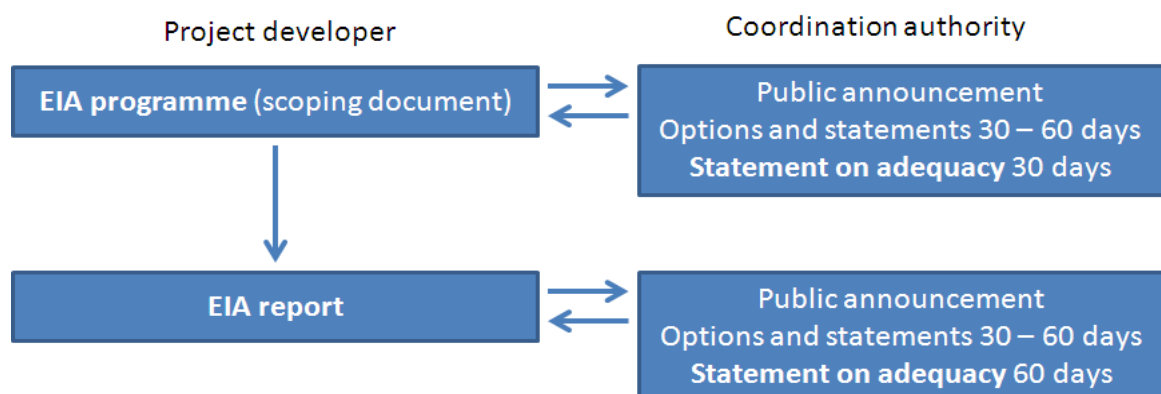 Project developer
Coordination authority
EIA programme (scoping document)
Public announcement
Options and statements 30 – 60 days
Statement on adequacy 30 days
EIA report
Public announcement
Options and statements 30 – 60 days
Statement on adequacy 60 days